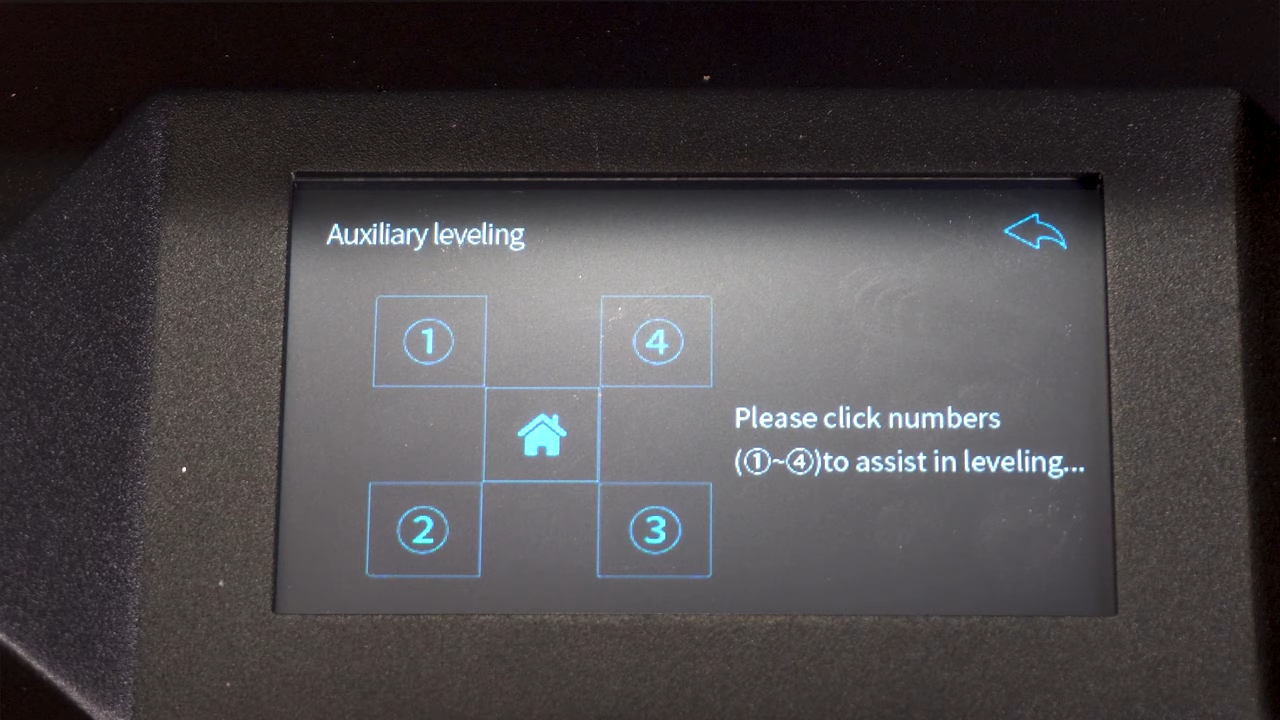 Auxiliary leveling
① ④
② ③
Please click numbers
(①~④)to assist in leveling...